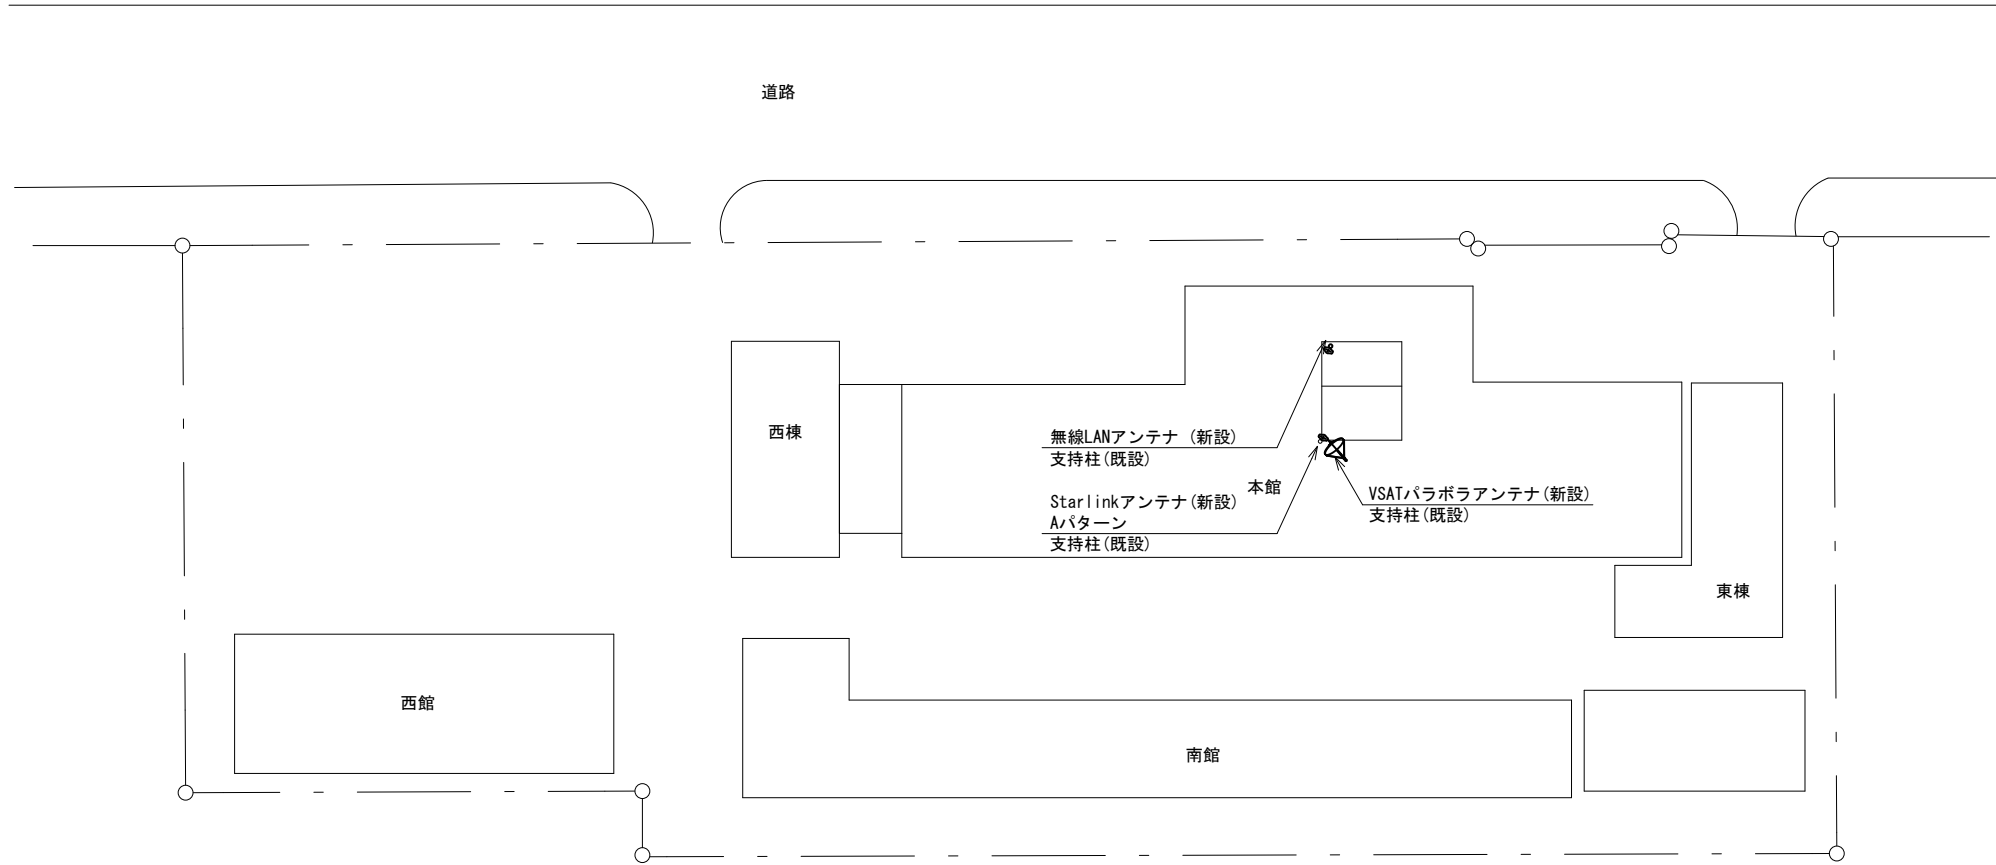 道路
西棟
無線LANアンテナ (新設)
支持柱(既設)
本館
Starlinkアンテナ(新設)
Aパターン
支持柱(既設)
VSATパラボラアンテナ(新設)
支持柱(既設)
東棟
西館
南館